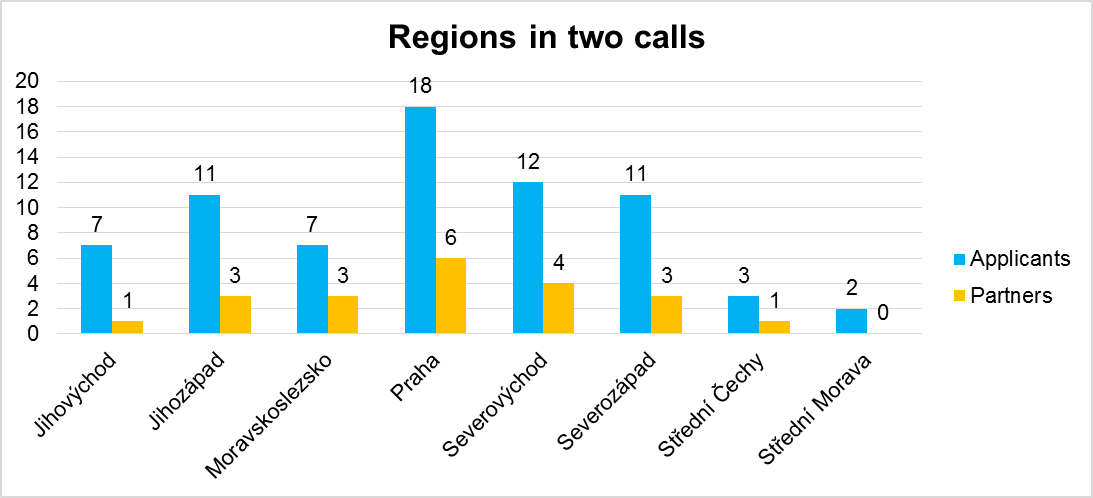 Regions in two calls
20
18
16
14
12
10
8
6
4
2
0
7
1
11
3
7
3
18
6
12
4
11
3
3
1
2
0
Jihovýchod
Jihozápad
Moravskoslezsko
Praha
Severovýchod
Severozápad
Střední Čechy
Střední Morava
Applicants
Partners